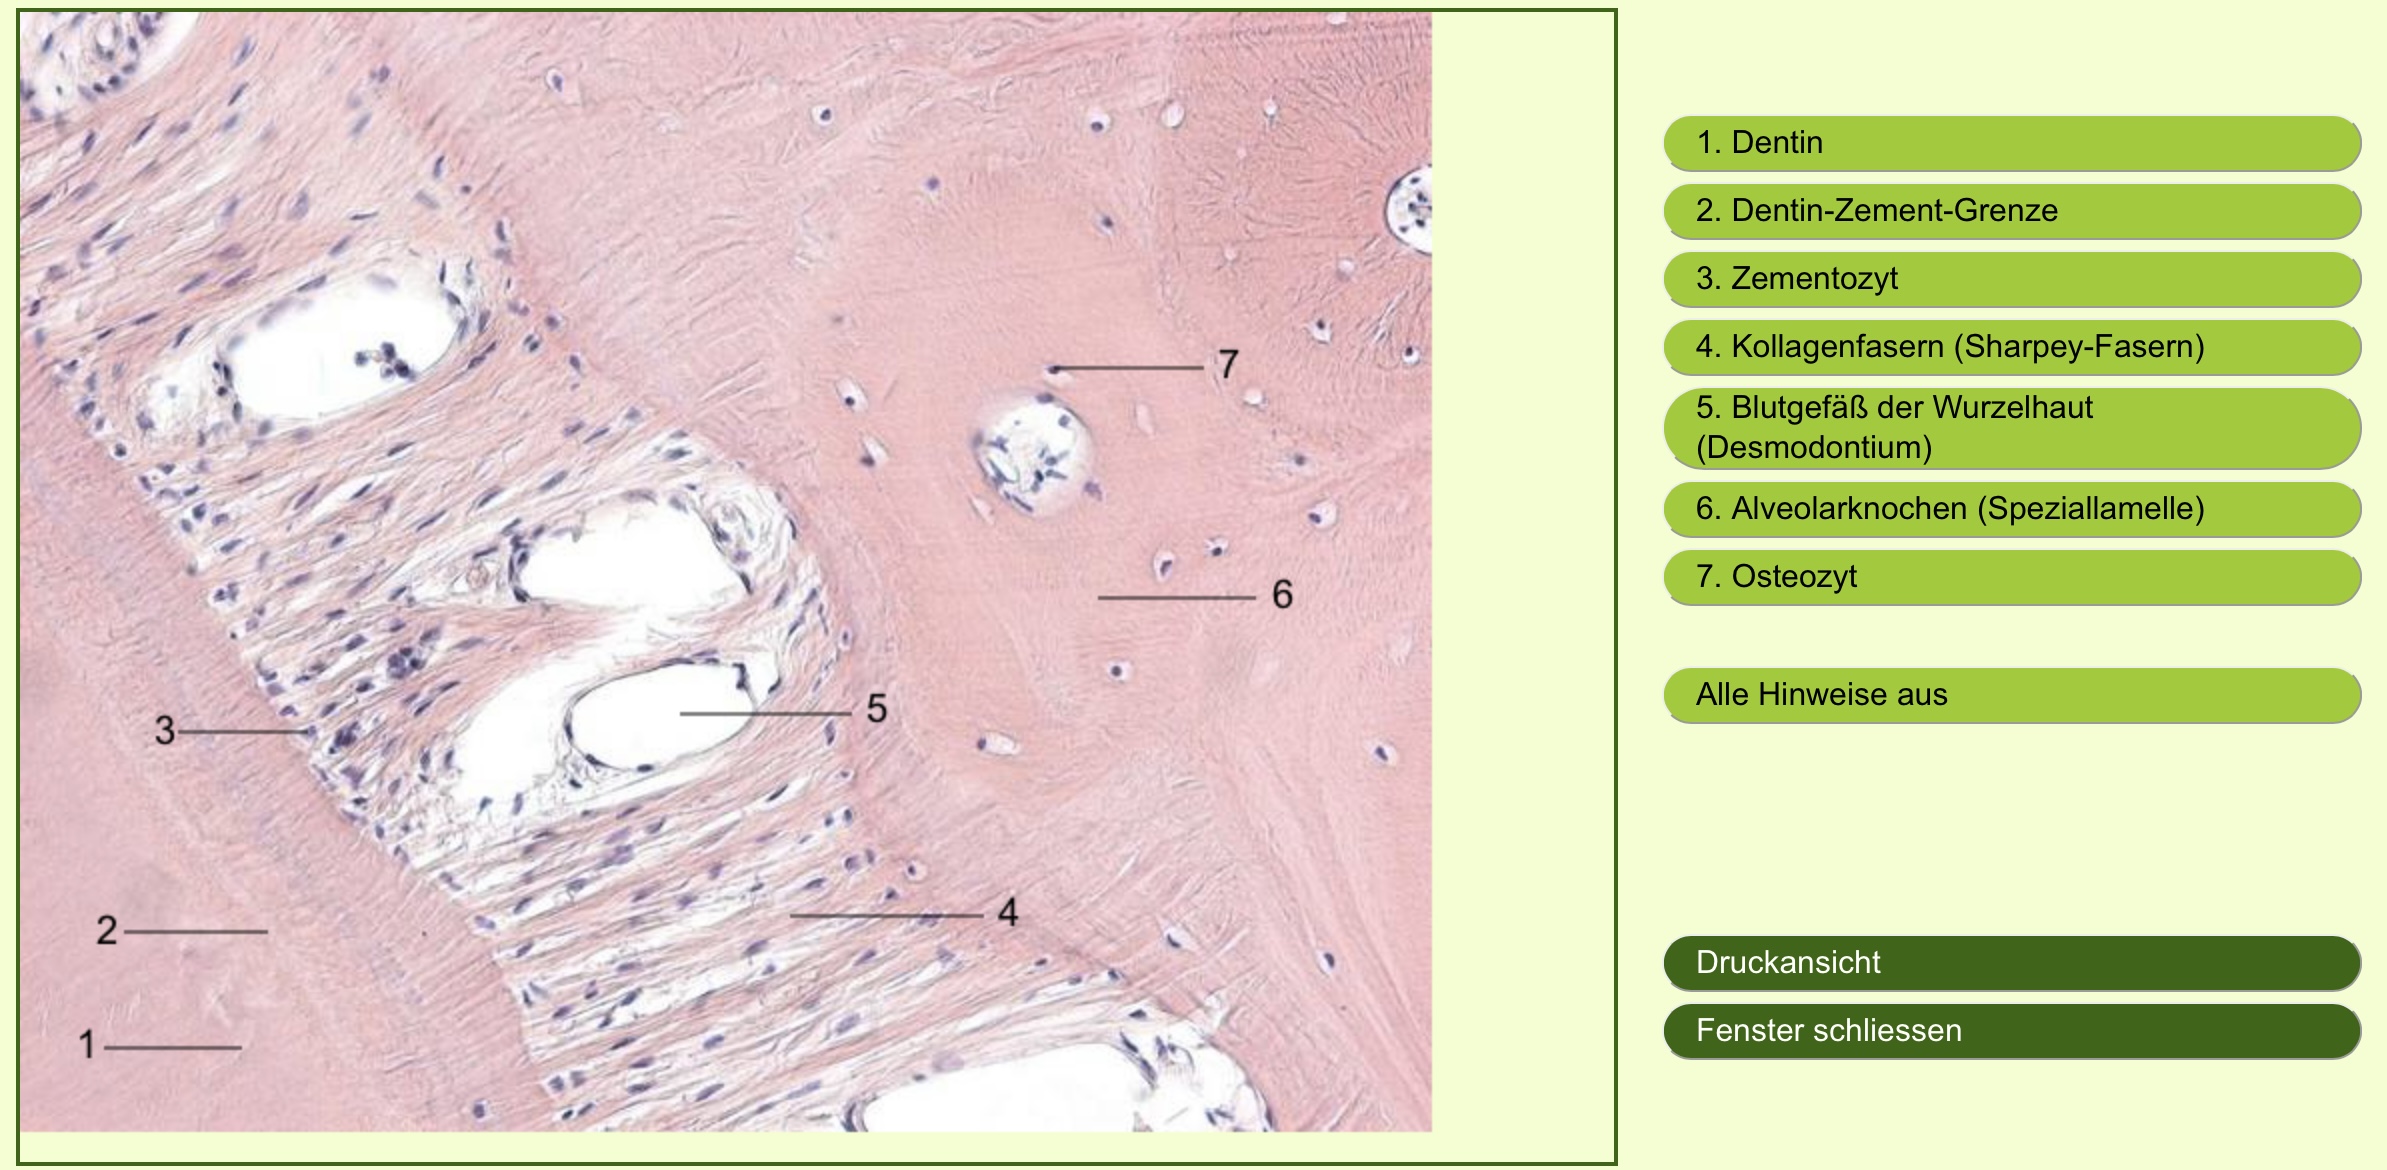 7
6
3
5
2
4
1
1. Dentin
2. Dentin-Zement-Grenze
3. Zementozyt
4. Kollagenfasern (Sharpey-Fasern)
5. Blutgefäß der Wurzelhaut
(Desmodontium)
6. Alveolarknochen (Speziallamelle)
7. Osteozyt
Alle Hinweise aus
Druckansicht
Fenster schliessen